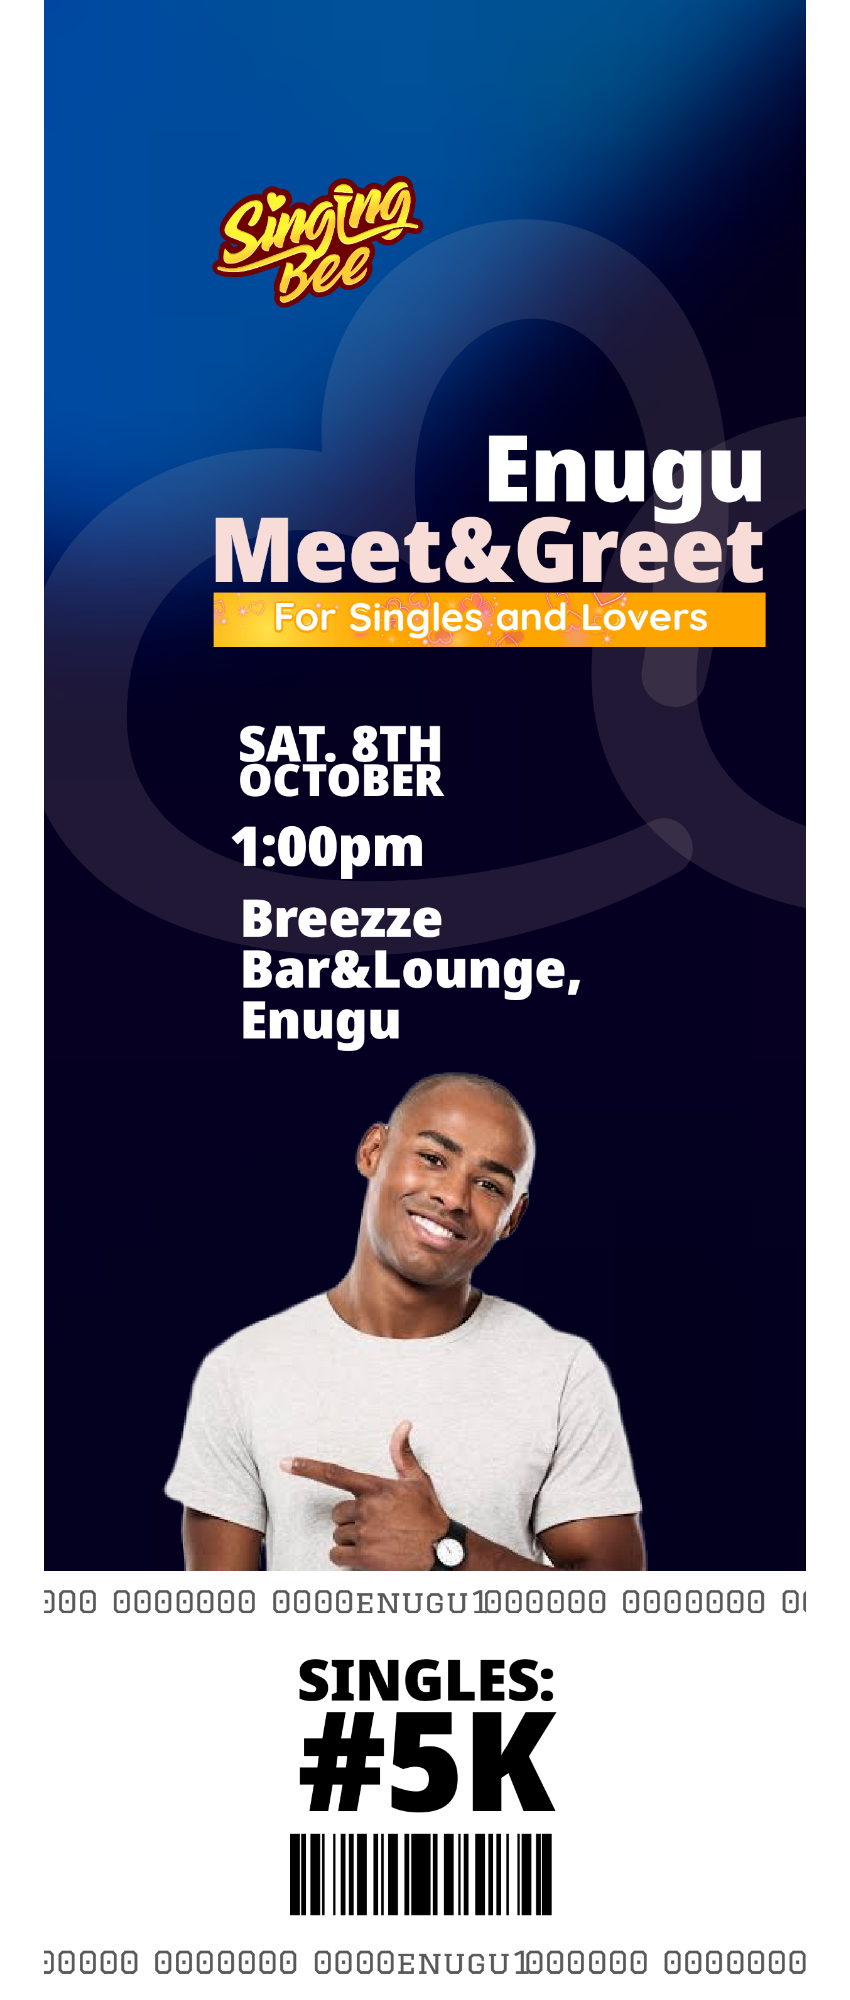 Singing
Bee
Enugu
Meet&Greet
For Singles and Lovers
SAT. 8TH
OCTOBER
1:00pm
Breezze
Bar&Lounge,
Enugu
000 0000000 0000ENUGU1000000 0000000 00
SINGLES:
#5K
00000 0000000 0000ENUGU1000000 0000000